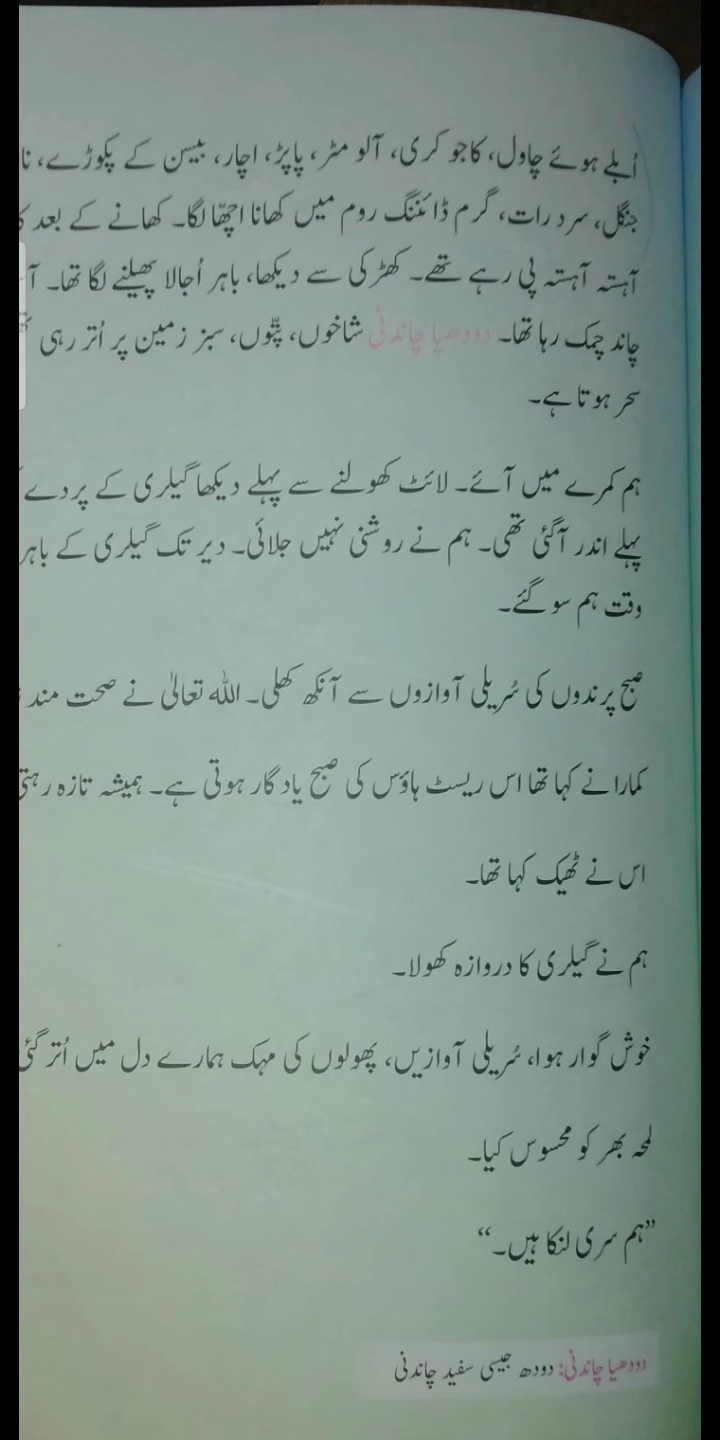 اُبلے ہوئے چاول، کاجو کری، آلو مٹر، پاپڑ، اچار، بیسن کے پکوڑے،
جنگل، سرد رات، گرم ڈائننگ روم میں کھانا اچھّا لگا۔ کھانے کے بعد
آہستہ آہستہ پی رہے تھے۔ کھڑکی سے دیکھا، باہر اُجالا پھیلنے لگا تھا۔
چاند چمک رہا تھا۔ دودھیا چاندنی شاخوں، پتّوں، سبز زمین پر اُتر رہی
سحر ہوتا ہے۔
ہم کمرے میں آئے۔ لائٹ کھولنے سے پہلے دیکھا گیلری کے پردے
پہلے اندر آگئی تھی۔ ہم نے روشنی نہیں جلائی۔ دیر تک گیلری کے باہر
وقت ہم سو گئے۔
صبح پرندوں کی سُریلی آوازوں سے آنکھ کھلی۔ اللہ تعالیٰ نے صحت مند
کمارا نے کہا تھا اس ریسٹ ہاؤس کی صبح یادگار ہوتی ہے۔ ہمیشہ تازہ رہتی
اس نے ٹھیک کہا تھا۔
ہم نے گیلری کا دروازہ کھولا۔
خوش گوار ہوا، سُریلی آوازیں، پھولوں کی مہک ہمارے دل میں اُتر گئی
لمحہ بھر کو محسوس کیا۔
”ہم سری لنکا ہیں۔“
دودھیا چاندنی: دودھ جیسی سفید چاندنی